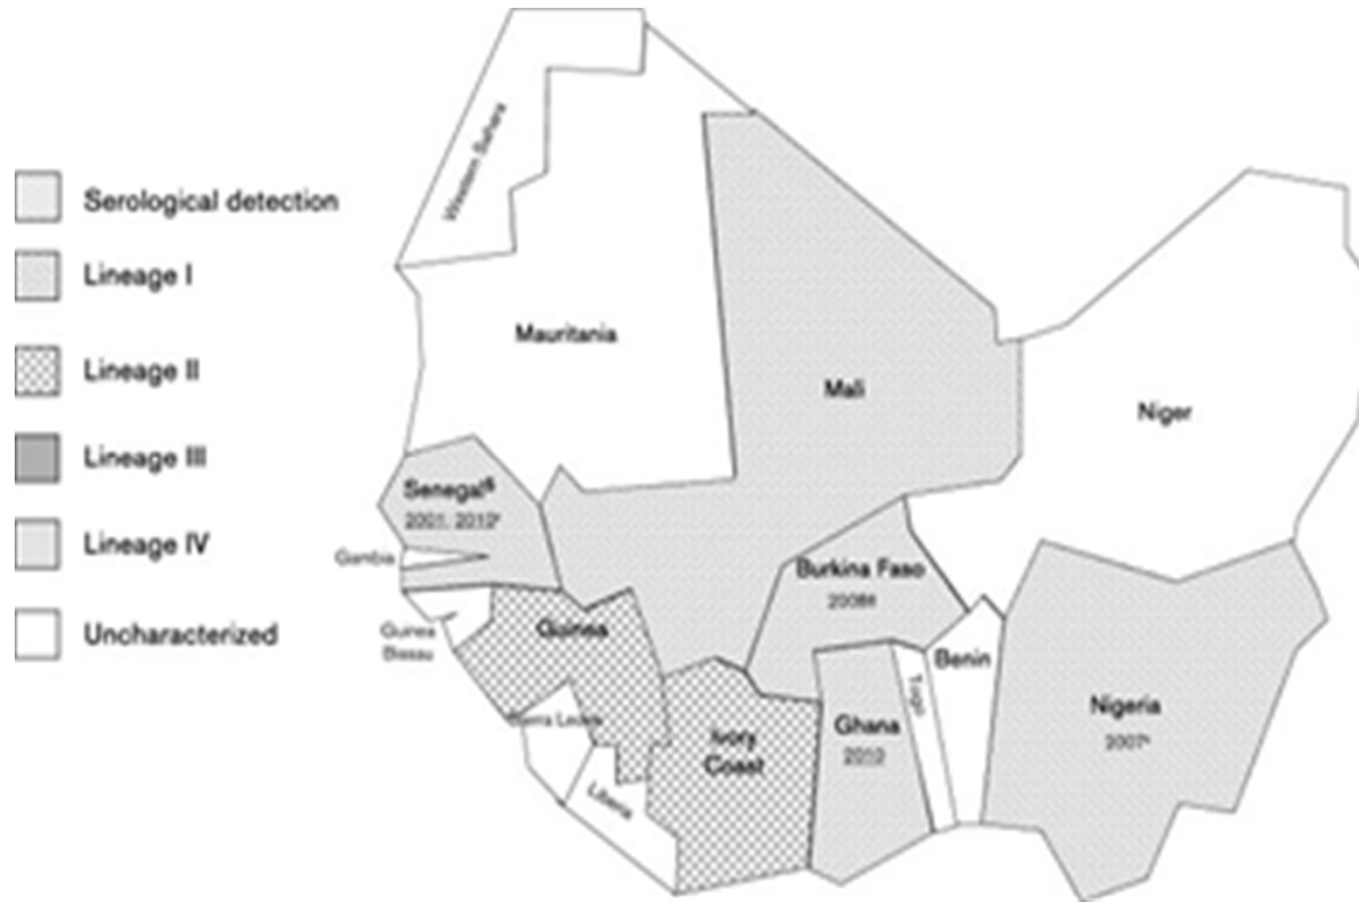 Serological detection
Lineage I
Lineage II
Lineage III
Lineage IV
Uncharacterized
Western Sahara
Mauritania
Mali
Niger
Senegal
Gambia
Guinea
Bissau
Guinea
Sierra Leone
Liberia
Ivory
Coast
Burkina Faso
Ghana
2010
Togo
Benin
Nigeria